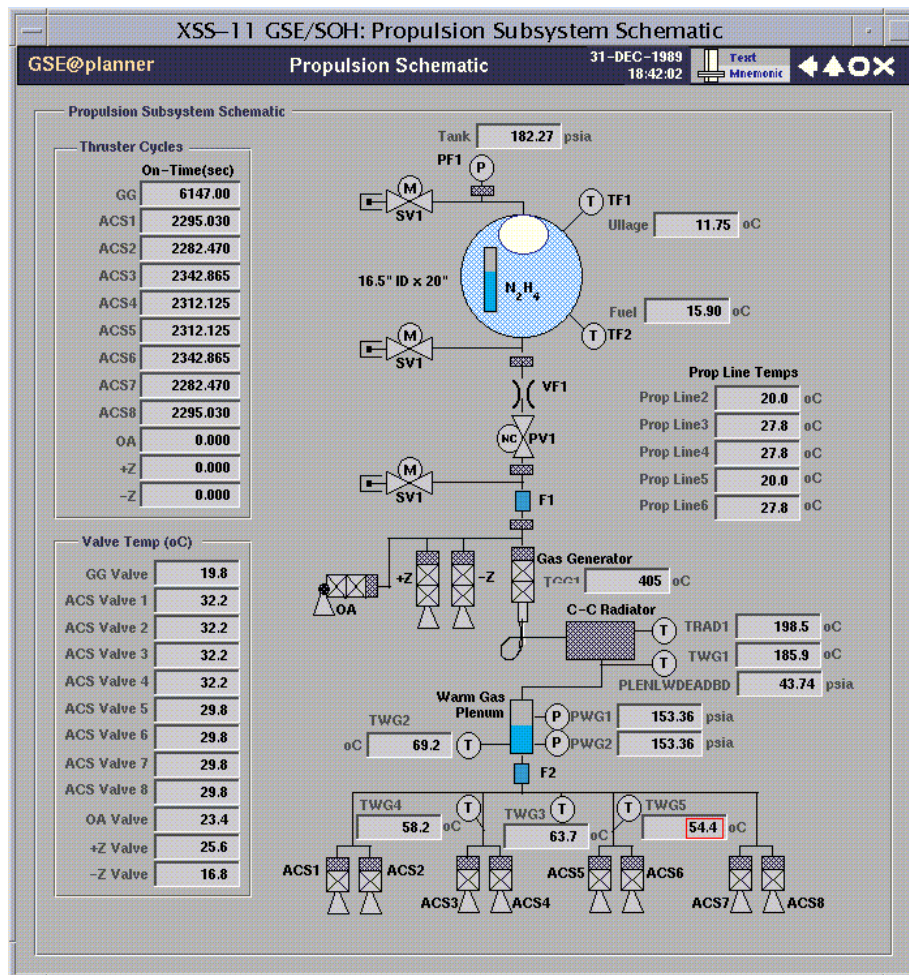 XSS-11 GSE/SOH: Propulsion Subsystem Schematic
GSE@planner
Propulsion Schematic
31-DEC-1989
18:42:02
Text
Mnemonic
Propulsion Subsystem Schematic
Thruster Cycles
On-Time(sec)
GG 6147.00
ACS1 2295.030
ACS2 2282.470
ACS3 2342.865
ACS4 2312.125
ACS5 2312.125
ACS6 2342.865
ACS7 2282.470
ACS8 2295.030
OA 0.000
+Z 0.000
-Z 0.000
Valve Temp (oC)
GG Valve 19.8
ACS Valve 1 32.2
ACS Valve 2 32.2
ACS Valve 3 32.2
ACS Valve 4 32.2
ACS Valve 5 29.8
ACS Valve 6 29.8
ACS Valve 7 29.8
ACS Valve 8 29.8
OA Valve 23.4
+Z Valve 25.6
-Z Valve 16.8
Tank 182.27 psia
PF1
P
M
SV1
T
TF1
Ullage 11.75 oC
16.5" ID x 20"
N2H4
Fuel 15.90 oC
T
TF2
M
SV1
VF1
NC
PV1
Prop Line Temps
Prop Line2 20.0 oC
Prop Line3 27.8 oC
Prop Line4 27.8 oC
Prop Line5 20.0 oC
Prop Line6 27.8 oC
M
SV1
F1
OA
+Z
-Z
Gas Generator
TGG1 405 oC
C-C Radiator
T
TRAD1 198.5 oC
T
TWG1 185.9 oC
PLENLWDEADBD 43.74 psia
Warm Gas
Plenum
TWG2
oC 69.2 T
P
PWG1 153.36 psia
P
PWG2 153.36 psia
F2
TWG4
58.2 oC
T
TWG3
63.7 oC
T
T
TWG5
54.4 oC
ACS1 ACS2
ACS3 ACS4
ACS5 ACS6
ACS7 ACS8